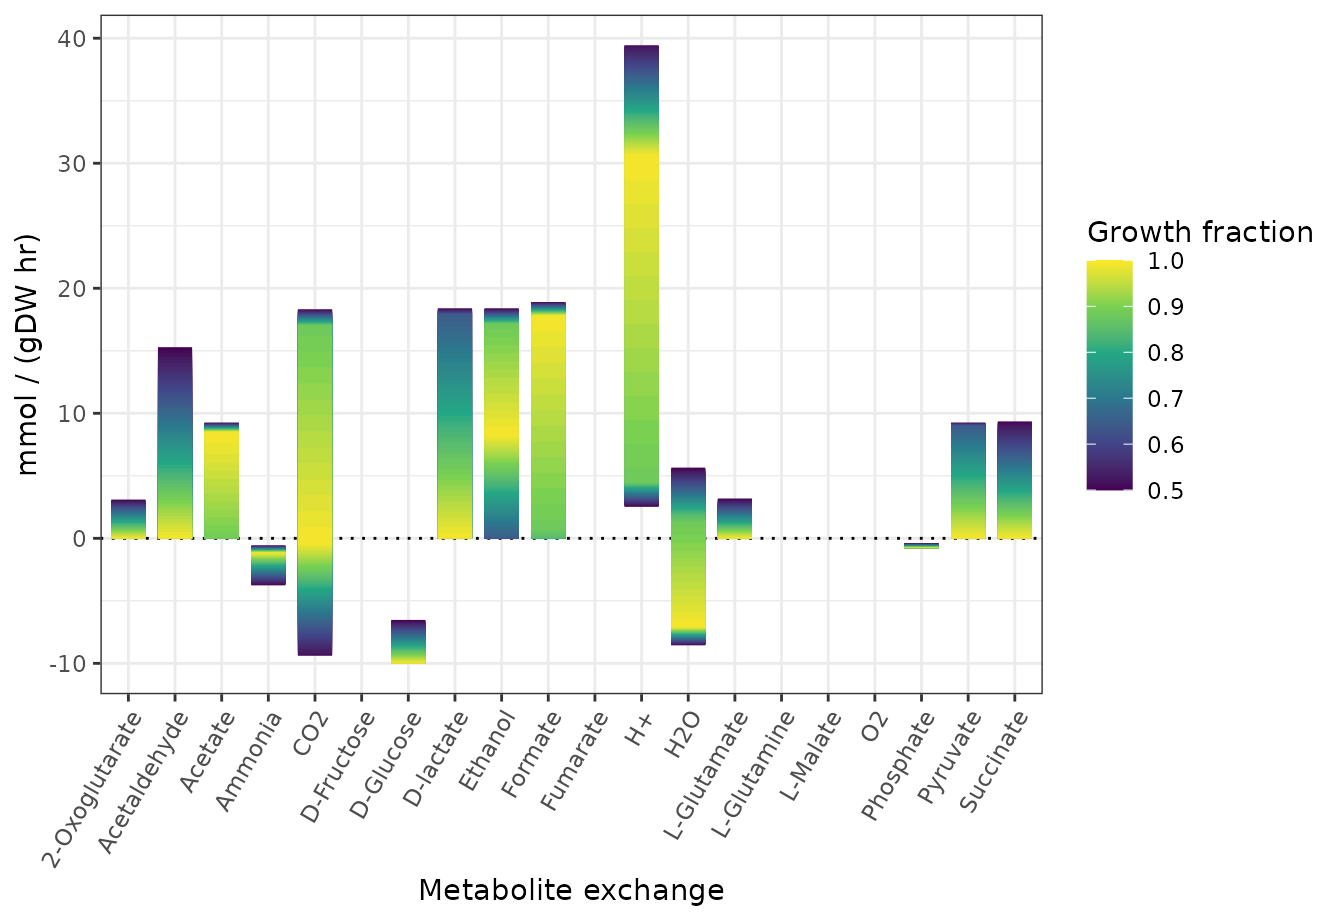 40
30
20
10
0
-10
mmol / (gDW hr)
2-Oxoglutarate
Acetaldehyde
Acetate
Ammonia
CO2
D-Fructose
D-Glucose
D-lactate
Ethanol
Formate
Fumarate
H+
H2O
L-Glutamate
L-Glutamine
L-Malate
O2
Phosphate
Pyruvate
Succinate
Metabolite exchange
Growth fraction
1.0
0.9
0.8
0.7
0.6
0.5